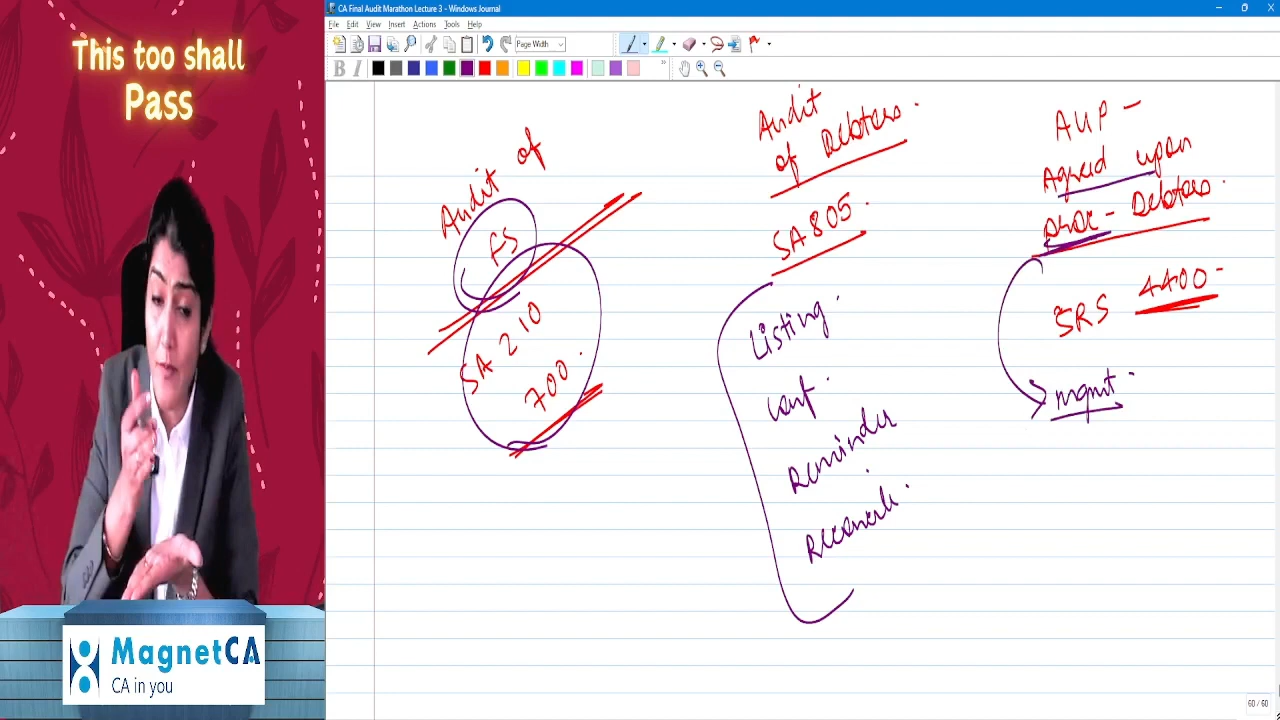 This too shall
Pass
MagnetCA
CA in you
CA Final Audit Marathon Lecture 3 - Windows Journal
File Edit View Insert Actions Tools Help
Page Width
B I
Audit of
FS
SA 210
700.
Audit
of Debtors.
SA 805.
Listing.
Conf.
Reminder
Reconcile.
AUP -
Agreed upon
Debtors.
SRS 4400-
mgmt.
60 / 60